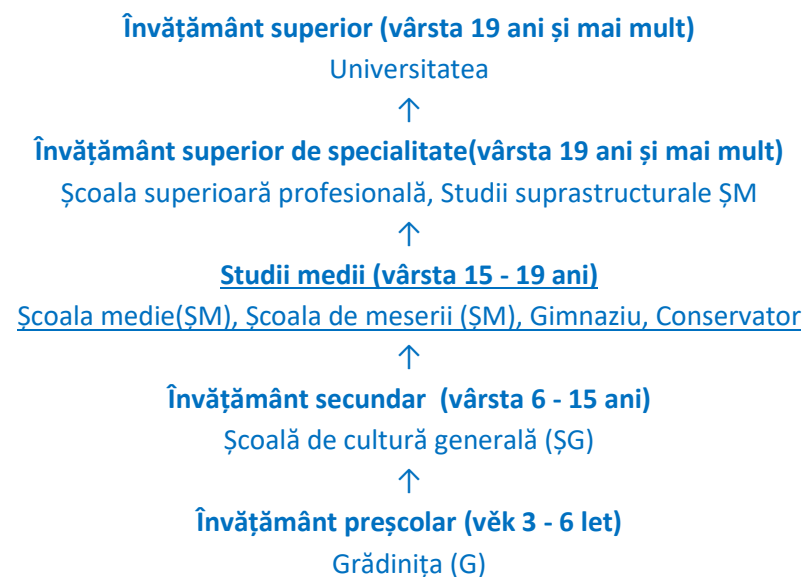 Învățământ superior (vârsta 19 ani și mai mult)
Universitatea
↑
Învățământ superior de specialitate(vârsta 19 ani și mai mult)
Școala superioară profesională, Studii suprastructurale ȘM
↑
Studii medii (vârsta 15 - 19 ani)
Școala medie(ȘM), Școala de meserii (ȘM), Gimnaziu, Conservator
↑
Învățământ secundar (vârsta 6 - 15 ani)
Școală de cultură generală (ȘG)
↑
Învățământ preșcolar (věk 3 - 6 let)
Grădinița (G)